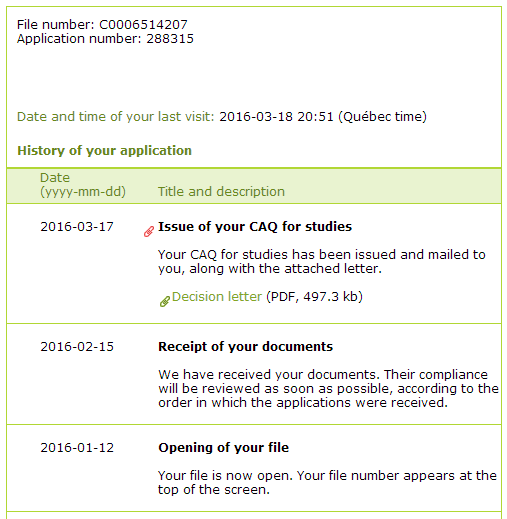 File number: C0006514207
Application number: 288315
Date and time of your last visit: 2016-03-18 20:51 (Québec time)
History of your application
Date
(yyyy-mm-dd) Title and description
2016-03-17 Issue of your CAQ for studies
Your CAQ for studies has been issued and mailed to
you, along with the attached letter.
Decision letter (PDF, 497.3 kb)
2016-02-15 Receipt of your documents
We have received your documents. Their compliance
will be reviewed as soon as possible, according to the
order in which the applications were received.
2016-01-12 Opening of your file
Your file is now open. Your file number appears at the
top of the screen.